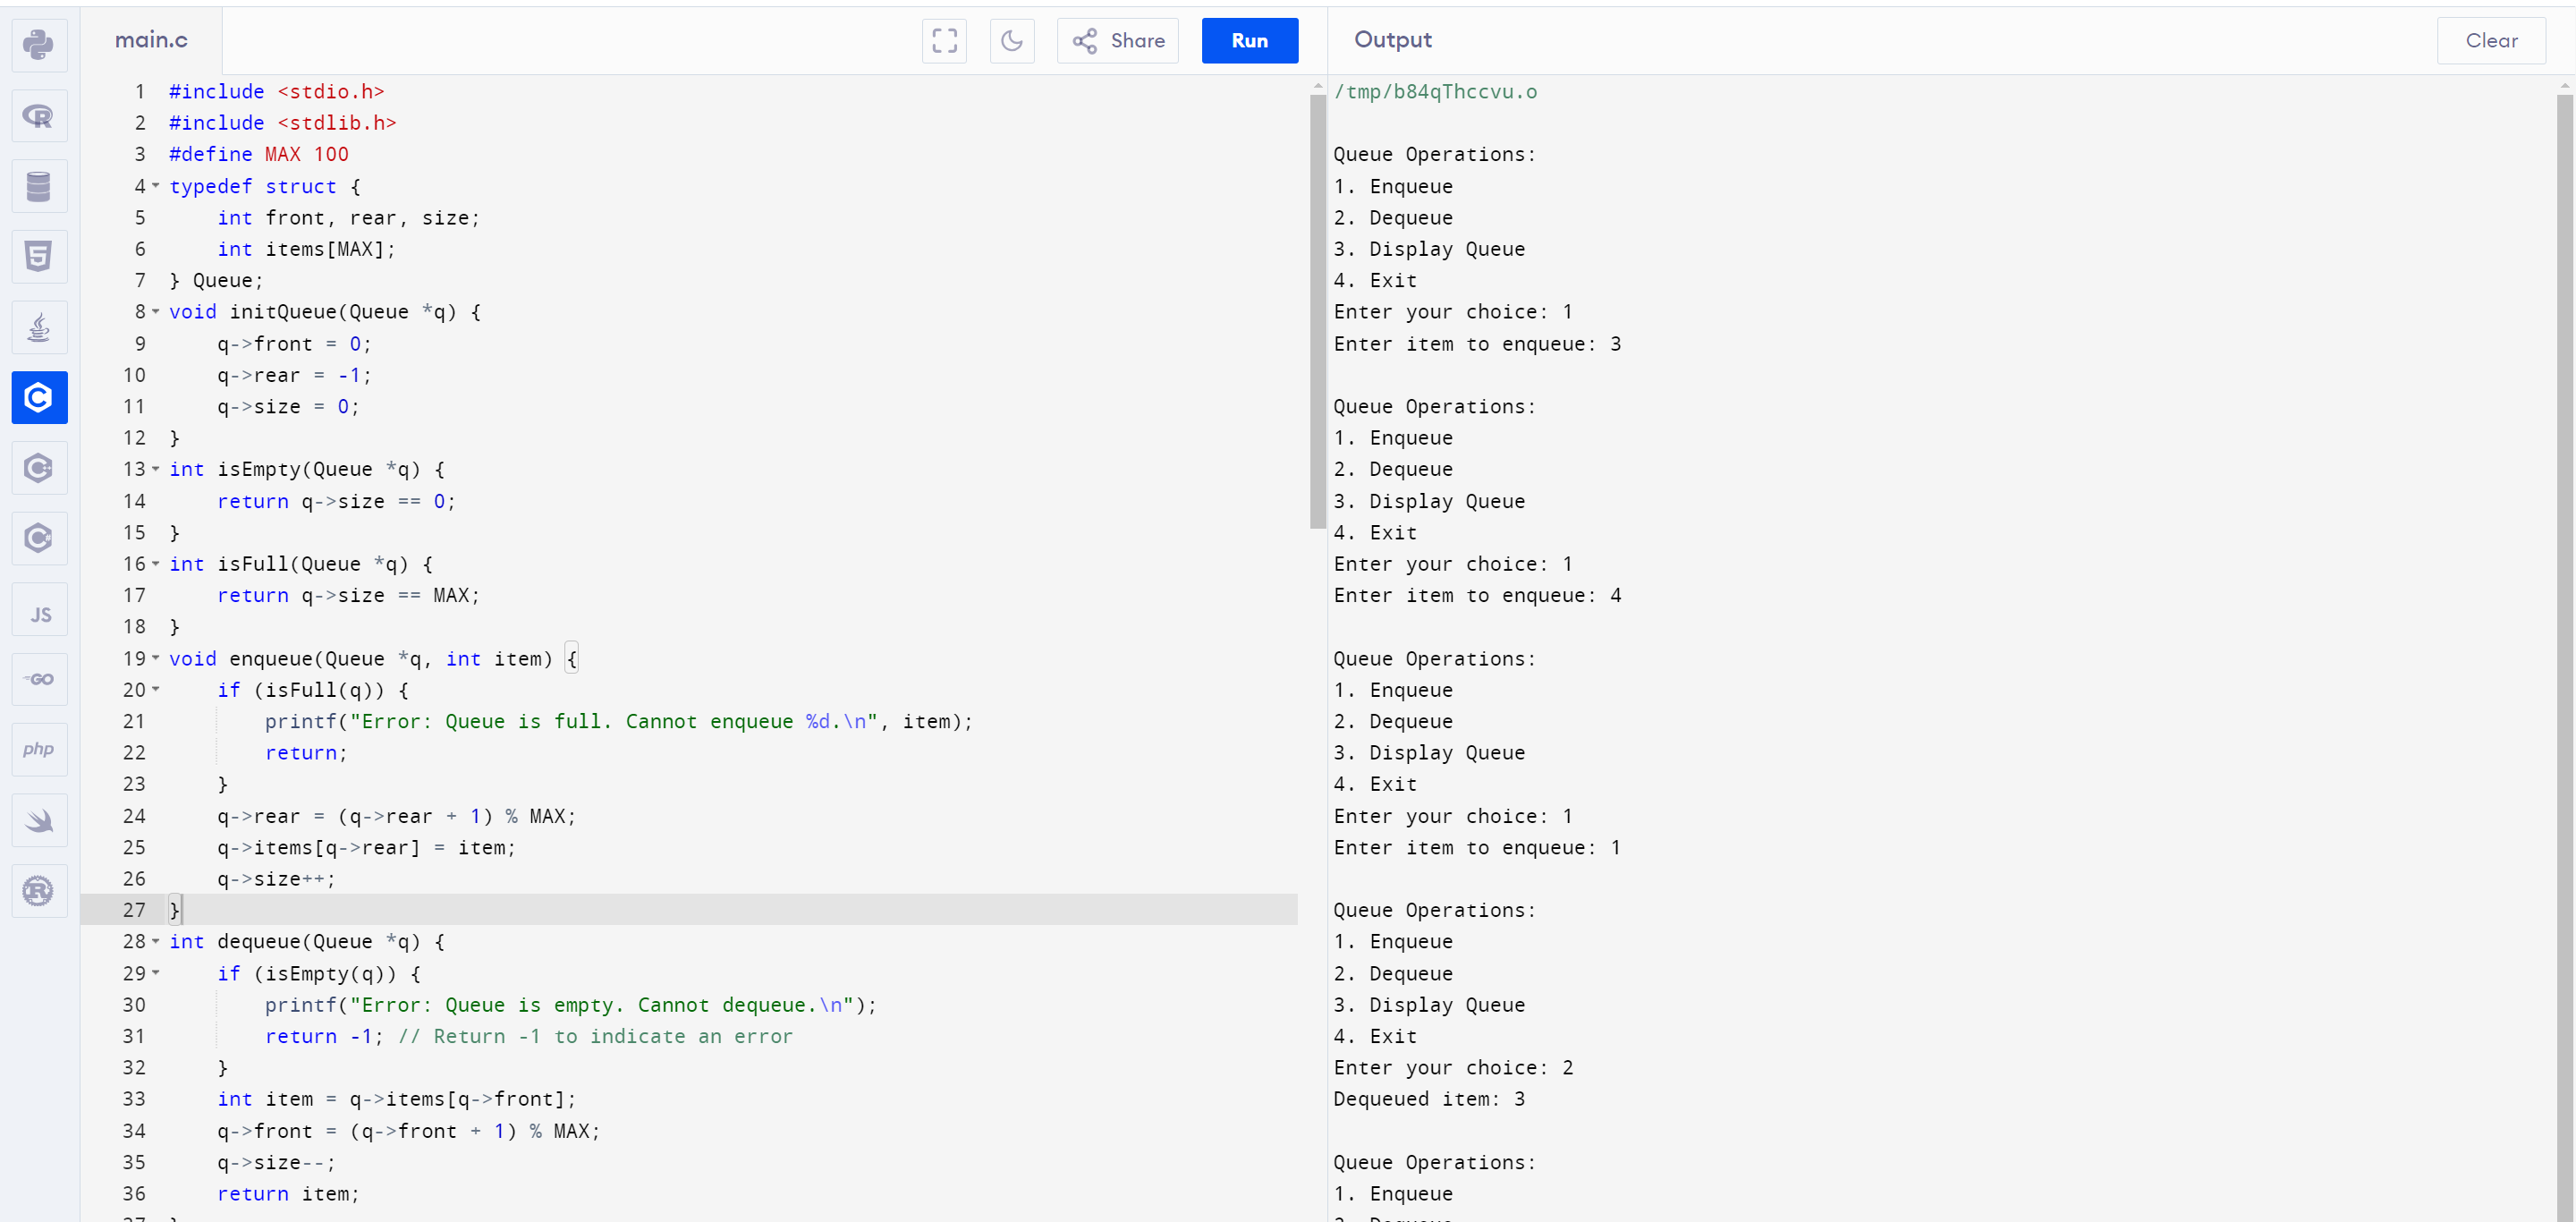 main.c
Share
Run
Output
Clear
1 #include <stdio.h>
2 #include <stdlib.h>
3 #define MAX 100
4 typedef struct {
5     int front, rear, size;
6     int items[MAX];
7 } Queue;
8 void initQueue(Queue *q) {
9     q->front = 0;
10     q->rear = -1;
11     q->size = 0;
12 }
13 int isEmpty(Queue *q) {
14     return q->size == 0;
15 }
16 int isFull(Queue *q) {
17     return q->size == MAX;
18 }
19 void enqueue(Queue *q, int item) {
20     if (isFull(q)) {
21         printf("Error: Queue is full. Cannot enqueue %d.\n", item);
22         return;
23     }
24     q->rear = (q->rear + 1) % MAX;
25     q->items[q->rear] = item;
26     q->size++;
27 }
28 int dequeue(Queue *q) {
29     if (isEmpty(q)) {
30         printf("Error: Queue is empty. Cannot dequeue.\n");
31         return -1; // Return -1 to indicate an error
32     }
33     int item = q->items[q->front];
34     q->front = (q->front + 1) % MAX;
35     q->size--;
36     return item;
/tmp/b84qThccvu.o
Queue Operations:
1. Enqueue
2. Dequeue
3. Display Queue
4. Exit
Enter your choice: 1
Enter item to enqueue: 3
Queue Operations:
1. Enqueue
2. Dequeue
3. Display Queue
4. Exit
Enter your choice: 1
Enter item to enqueue: 4
Queue Operations:
1. Enqueue
2. Dequeue
3. Display Queue
4. Exit
Enter your choice: 1
Enter item to enqueue: 1
Queue Operations:
1. Enqueue
2. Dequeue
3. Display Queue
4. Exit
Enter your choice: 2
Dequeued item: 3
Queue Operations:
1. Enqueue
R
5
C
C
C#
JS
GO
php
R